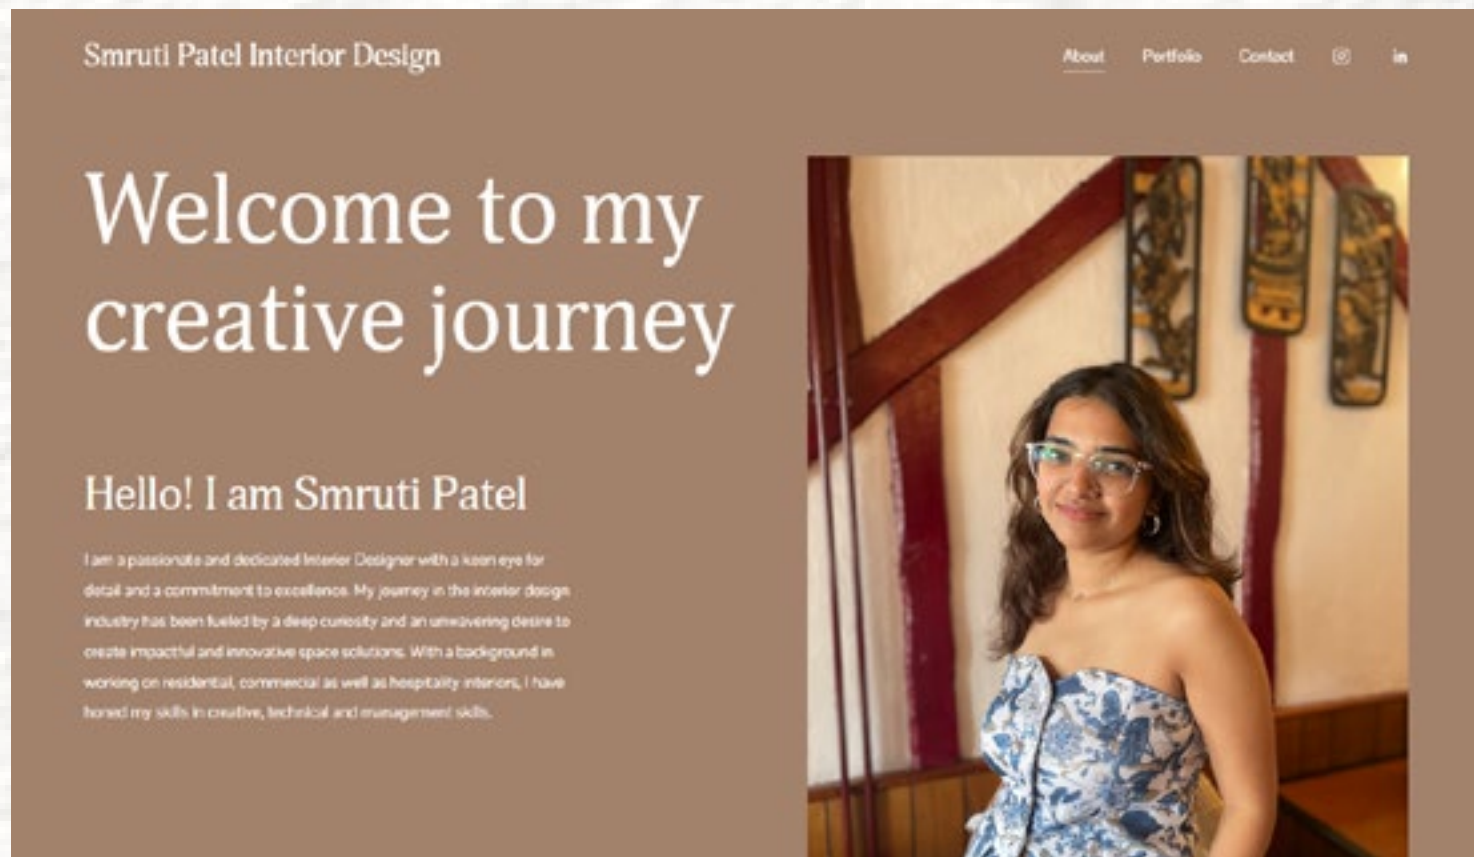 Smruti Patel Interior Design
About Portfolio Contact
Welcome to my
creative journey
Hello! I am Smruti Patel
I am a passionate and dedicated Interior Designer with a keen eye for
detail and a commitment to excellence. My journey in the interior design
industry has been fueled by a deep curiosity and an unwavering desire to
create impactful and innovative space solutions. With a background in
working on residential, commercial as well as hospitality interiors, I have
honed my skills in creative, technical and management skills.